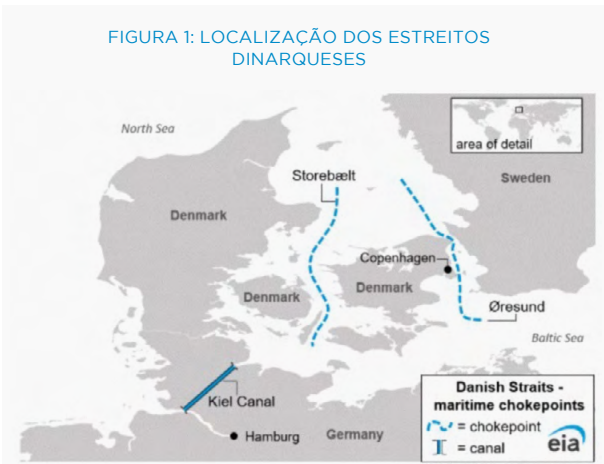 FIGURA 1: LOCALIZAÇÃO DOS ESTREITOS
DINARQUESES
North Sea
area of detail
Storebælt
Sweden
Denmark
Copenhagen
Denmark
Denmark
Øresund
Baltic Sea
Kiel Canal
Hamburg
Germany
Danish Straits -
maritime chokepoints
= chokepoint
= canal
eia